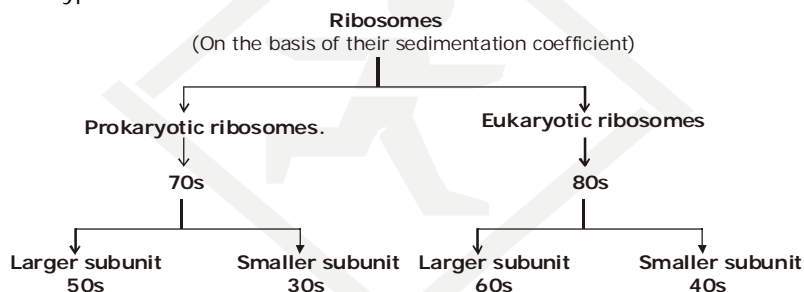 Ribosomes
(On the basis of their sedimentation coefficient)
Prokaryotic ribosomes.
Eukaryotic ribosomes
70s
80s
Larger subunit
50s
Smaller subunit
30s
Larger subunit
60s
Smaller subunit
40s